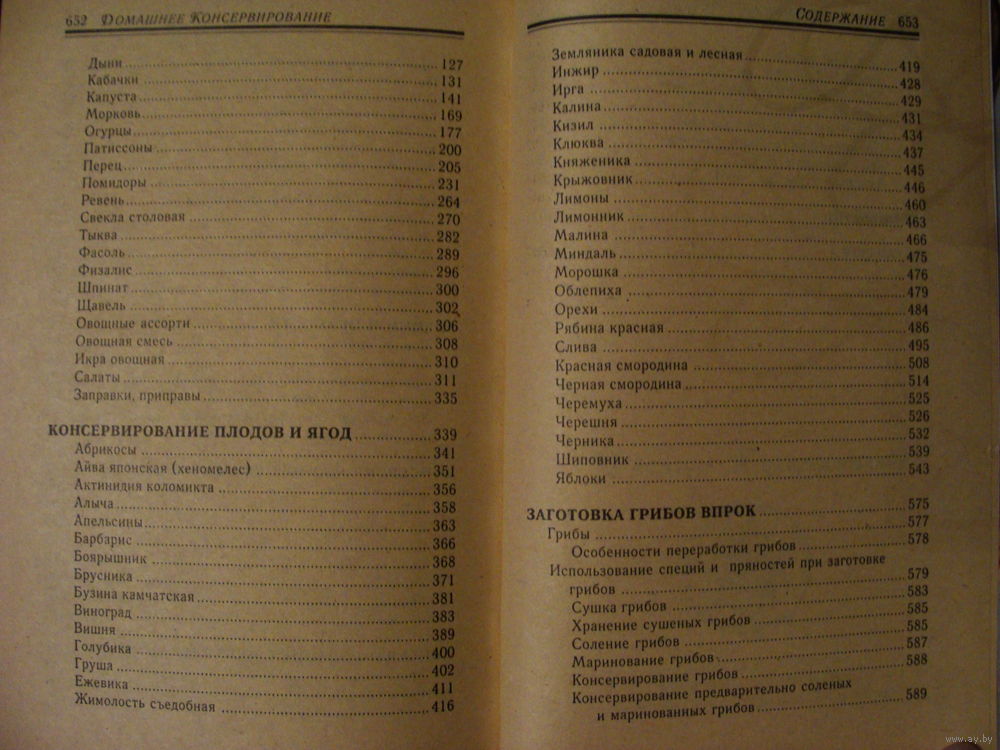 652 Домашнее Консервирование
Дыни 127
Кабачки 131
Капуста 141
Морковь 169
Огурцы 177
Патиссоны 200
Перец 205
Помидоры 231
Ревень 264
Свекла столовая 270
Тыква 282
Фасоль 289
Физалис 296
Шпинат 300
Щавель 302
Овощные ассорти 306
Овощная смесь 308
Икра овощная 310
Салаты 311
Заправки, приправы 335
КОНСЕРВИРОВАНИЕ ПЛОДОВ И ЯГОД 339
Абрикосы 341
Айва японская (хеномелес) 351
Актинидия коломикта 356
Алыча 358
Апельсины 363
Барбарис 366
Боярышник 368
Брусника 371
Бузина камчатская 381
Виноград 383
Вишня 389
Голубика 400
Груша 402
Ежевика 411
Жимолость съедобная 416
Содержание 653
Земляника садовая и лесная 419
Инжир 428
Ирга 429
Калина 431
Кизил 434
Клюква 437
Княженика 445
Крыжовник 446
Лимоны 460
Лимонник 463
Малина 466
Миндаль 475
Морошка 476
Облепиха 479
Орехи 484
Рябина красная 486
Слива 495
Красная смородина 508
Черная смородина 514
Черемуха 525
Черешня 526
Черника 532
Шиповник 539
Яблоки 543
ЗАГОТОВКА ГРИБОВ ВПРОК 575
Грибы 577
Особенности переработки грибов 578
Использование специй и пряностей при заготовке
грибов 579
Сушка грибов 583
Хранение сушеных грибов 585
Соление грибов 585
Маринование грибов 587
Консервирование грибов 588
Консервирование предварительно соленых
и маринованных грибов 589
www.ay.by